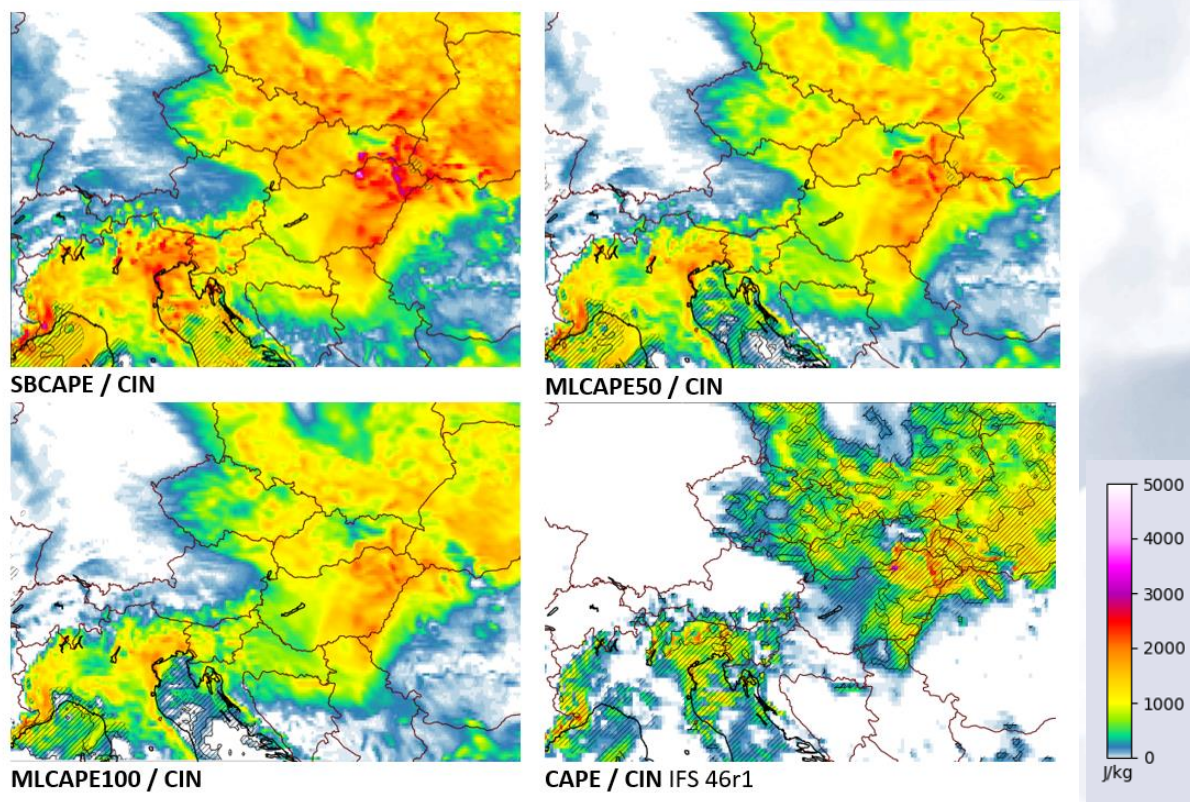 SBCAPE / CIN
MLCAPE50 / CIN
MLCAPE100 / CIN
CAPE / CIN IFS 46r1
5000
4000
3000
2000
1000
0
J/kg